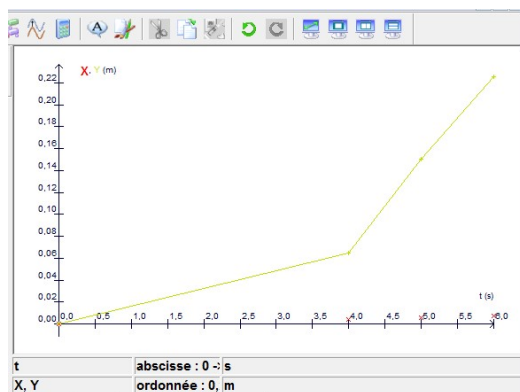 X, Y (m)
0,22
0,20
0,18
0,16
0,14
0,12
0,10
0,08
0,06
0,04
0,02
0,00
0,0 0,5 1,0 1,5 2,0 2,5 3,0 3,5 4,0 4,5 5,0 5,5 6,0
t (s)
t abscisse : 0 -> s
X, Y ordonnée : 0, m